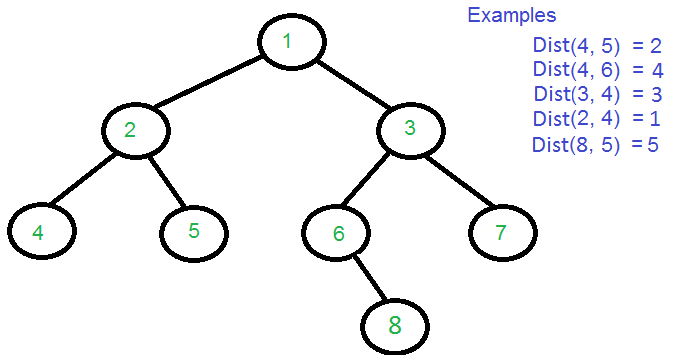 Examples
1
Dist(4, 5) = 2
Dist(4, 6) = 4
Dist(3, 4) = 3
Dist(2, 4) = 1
Dist(8, 5) = 5
2
3
4
5
6
7
8